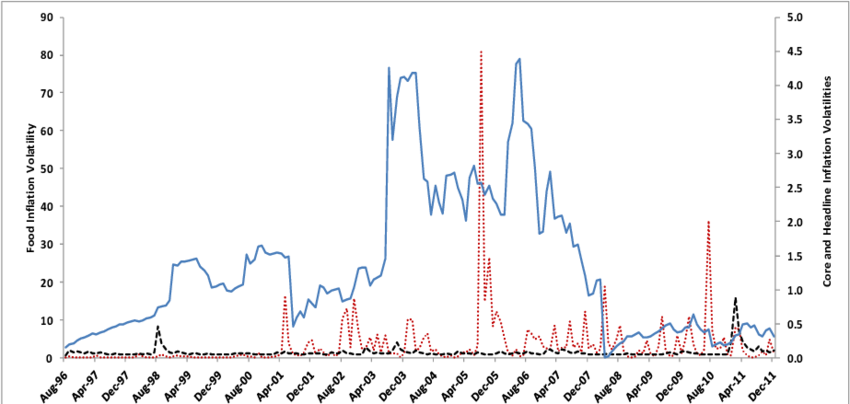 90
80
70
60
50
40
30
20
10
0
Food Inflation Volatility
5.0
4.5
4.0
3.5
3.0
2.5
2.0
1.5
1.0
0.5
0.0
Core and Headline Inflation Volatilities
Aug-96
Apr-97
Dec-97
Aug-98
Apr-99
Dec-99
Aug-00
Apr-01
Dec-01
Aug-02
Apr-03
Dec-03
Aug-04
Apr-05
Dec-05
Aug-06
Apr-07
Dec-07
Aug-08
Apr-09
Dec-09
Aug-10
Apr-11
Dec-11